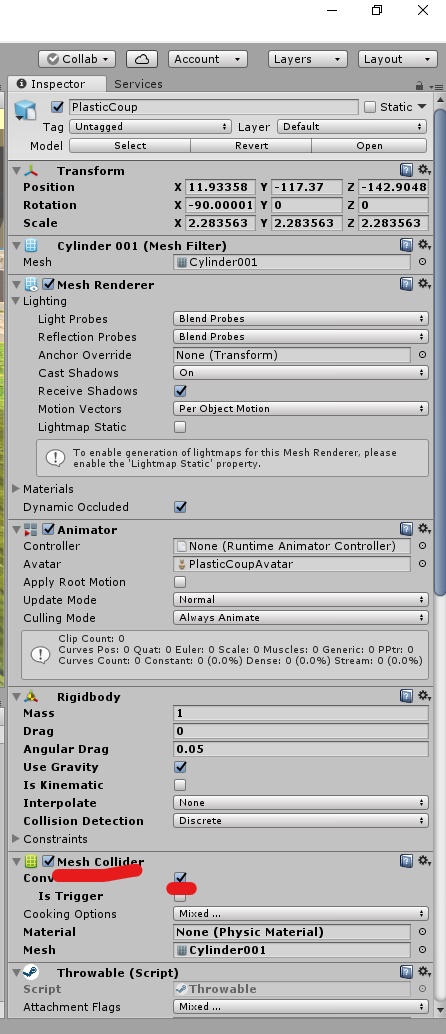 Collab
Account
Layers
Layout
Inspector
Services
PlasticCoup
Static
Tag
Untagged
Layer
Default
Model
Select
Revert
Open
Transform
Position
X 11.93358
Y -117.37
Z -142.9048
Rotation
X -90.00001
Y 0
Z 0
Scale
X 2.283563
Y 2.283563
Z 2.283563
Cylinder 001 (Mesh Filter)
Mesh
Cylinder001
Mesh Renderer
Lighting
Light Probes
Blend Probes
Reflection Probes
Blend Probes
Anchor Override
None (Transform)
Cast Shadows
On
Receive Shadows
Motion Vectors
Per Object Motion
Lightmap Static
To enable generation of lightmaps for this Mesh Renderer, please
enable the 'Lightmap Static' property.
Materials
Dynamic Occluded
Animator
Controller
None (Runtime Animator Controller)
Avatar
PlasticCoupAvatar
Apply Root Motion
Update Mode
Normal
Culling Mode
Always Animate
Clip Count: 0
Curves Pos: 0 Quat: 0 Euler: 0 Scale: 0 Muscles: 0 Generic: 0 PPtr: 0
Curves Count: 0 Constant: 0 (0.0%) Dense: 0 (0.0%) Stream: 0 (0.0%)
Rigidbody
Mass
1
Drag
0
Angular Drag
0.05
Use Gravity
Is Kinematic
Interpolate
None
Collision Detection
Discrete
Constraints
Mesh Collider
Is Trigger
Cooking Options
Mixed ...
Material
None (Physic Material)
Mesh
Cylinder001
Throwable (Script)
Script
Throwable
Attachment Flags
Mixed ...